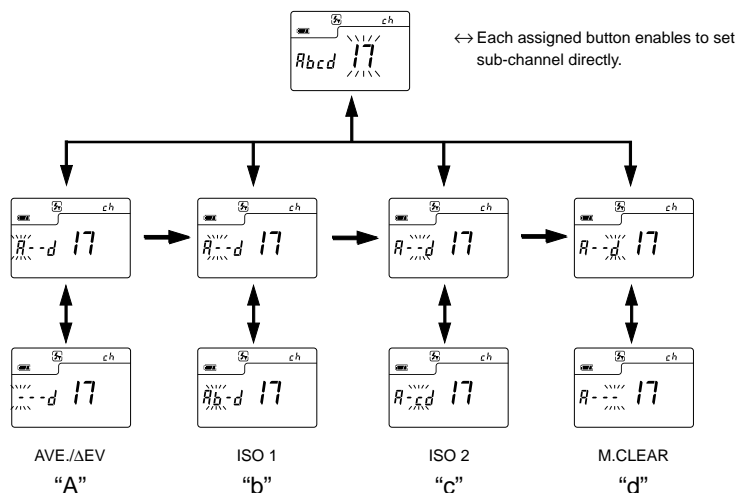 ch
Abcd 17
↔ Each assigned button enables to set
sub-channel directly.
ch ch ch ch
A--d 17 A--d 17 A--d 17 A--d 17
ch ch ch ch
---d 17 Ab-d 17 A-cd 17 A--- 17
AVE./ΔEV ISO 1 ISO 2 M.CLEAR
“A” “b” “c” “d”